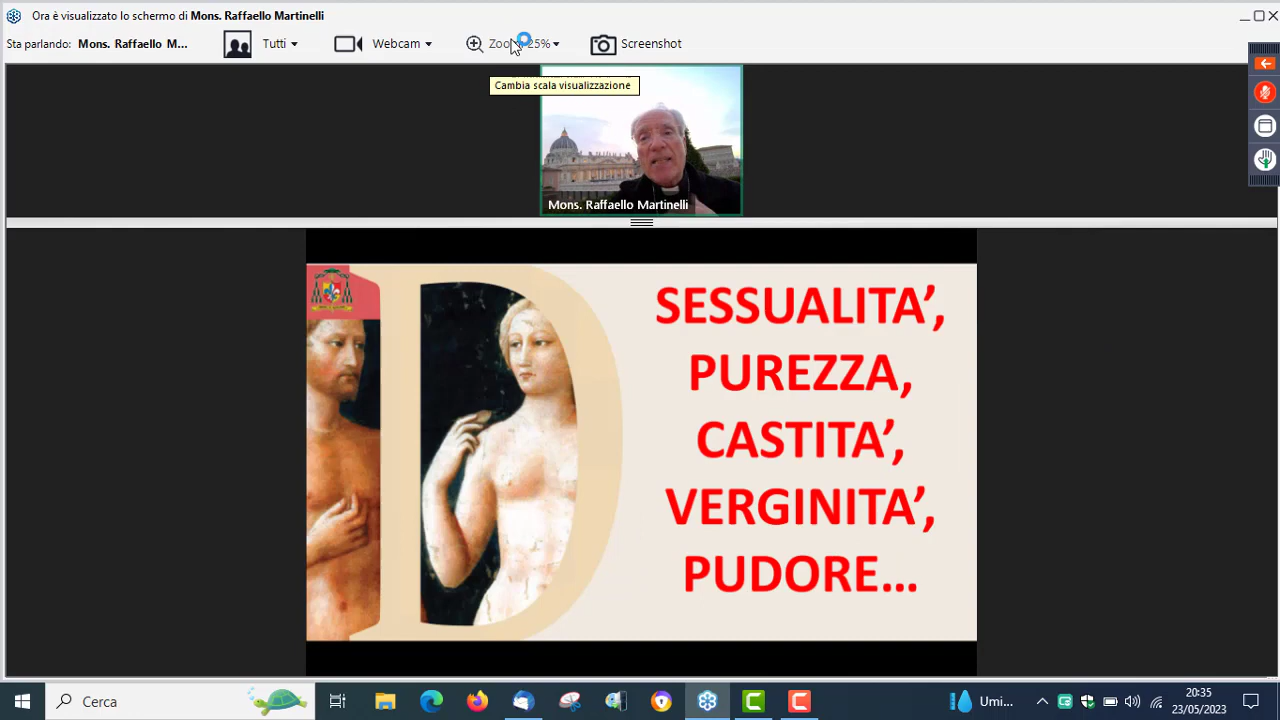 Ora è visualizzato lo schermo di Mons. Raffaello Martinelli
Sta parlando: Mons. Raffaello M... Tutti Webcam Screenshot
Cambia scala visualizzazione
Mons. Raffaello Martinelli
SESSUALITA’,
PUREZZA,
CASTITA’,
VERGINITA’,
PUDORE...
Cerca
Umi...
20:35
23/05/2023